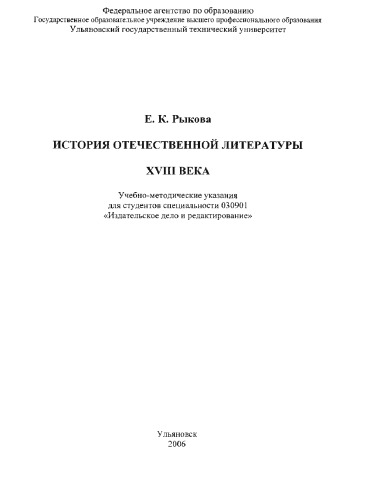 Федеральное агентство по образованию
Государственное образовательное учреждение высшего профессионального образования
Ульяновский государственный технический университет
Е. К. Рыкова
ИСТОРИЯ ОТЕЧЕСТВЕННОЙ ЛИТЕРАТУРЫ
XVIII ВЕКА
Учебно-методические указания
для студентов специальности 030901
«Издательское дело и редактирование»
Ульяновск
2006